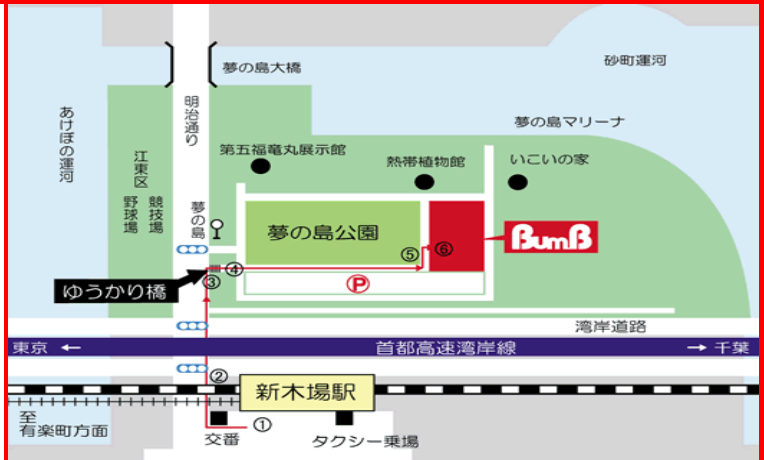 砂町運河
夢の島大橋
明治通り
あけぼの運河
夢の島マリーナ
江東区
野球場
競技場
第五福竜丸展示館
熱帯植物館
いこいの家
夢の島
夢の島公園
BumB
⑤
⑥
④
③
P
ゆうかり橋
湾岸道路
東京 ←
首都高速湾岸線
→ 千葉
②
新木場駅
至
有楽町方面
①
交番
タクシー乗場